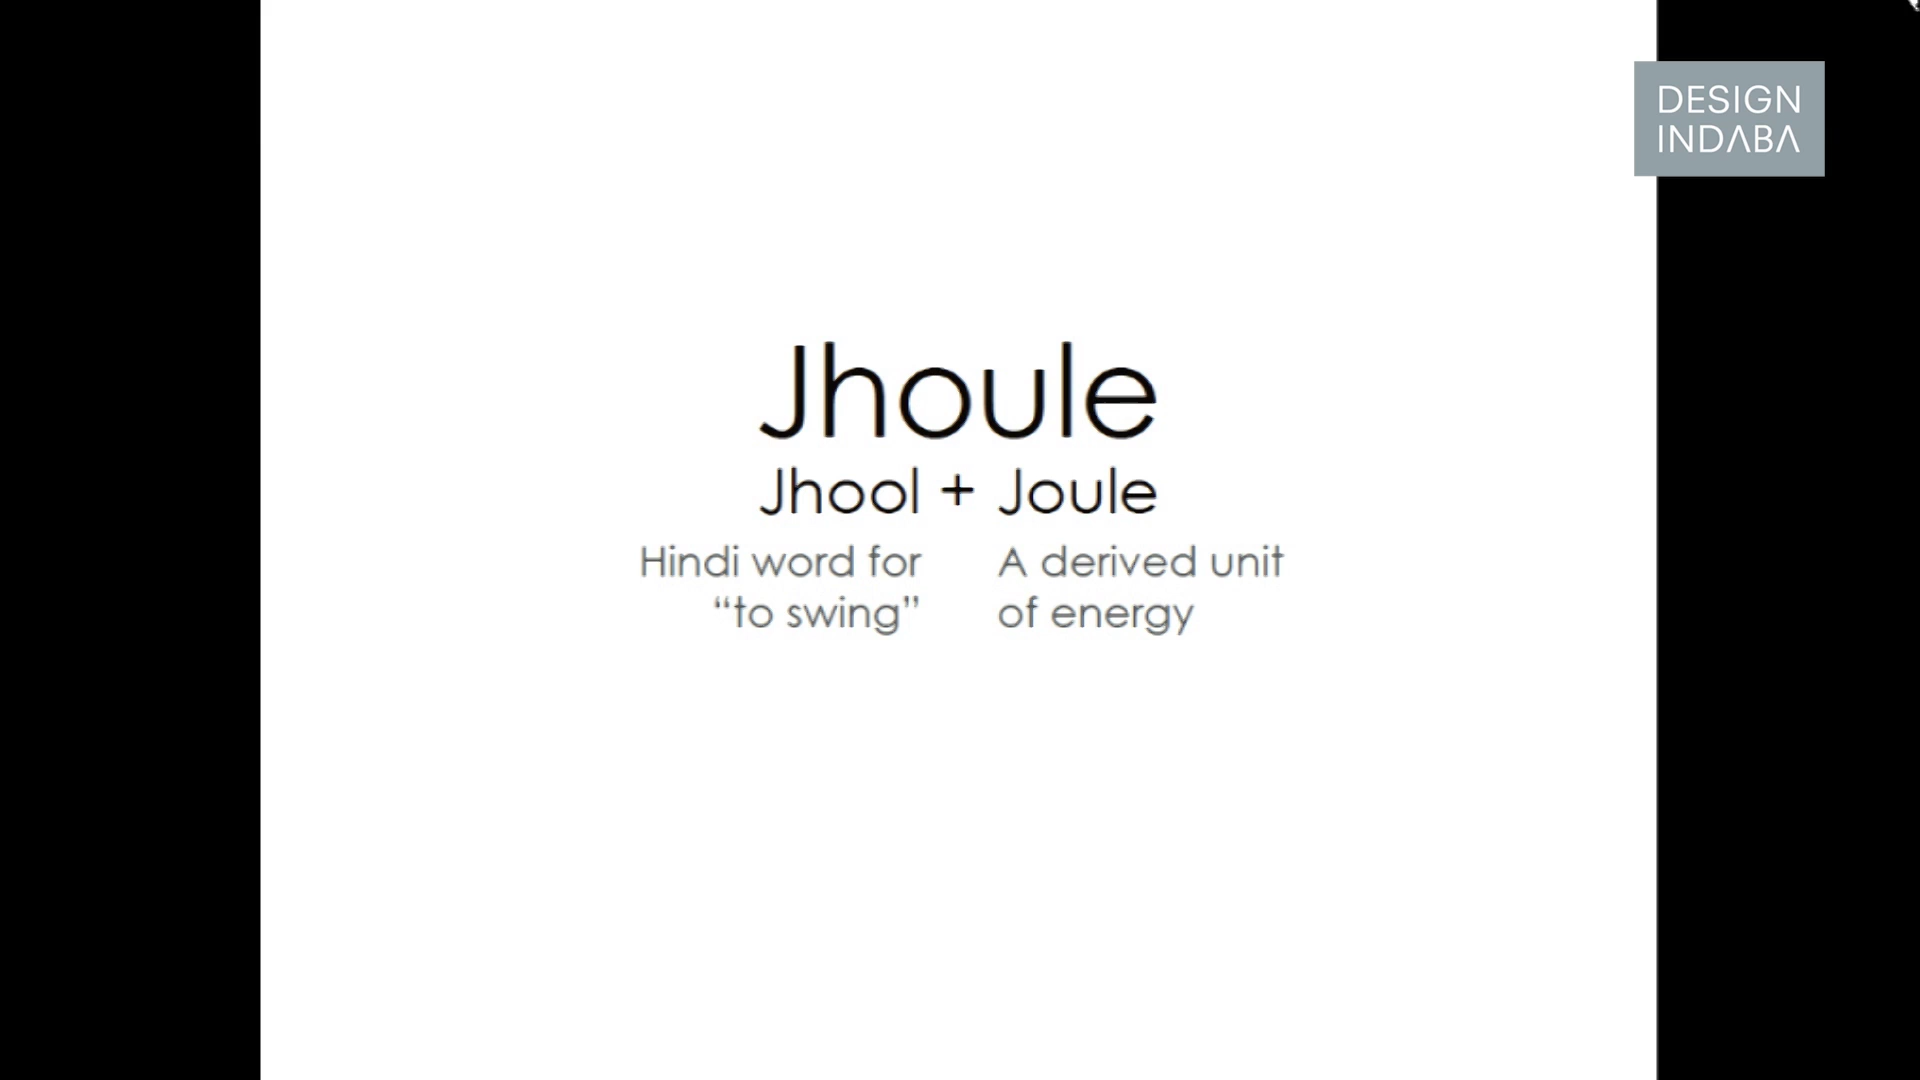 DESIGN
INDABA
Jhoule
Jhool + Joule
Hindi word for
“to swing”
A derived unit
of energy